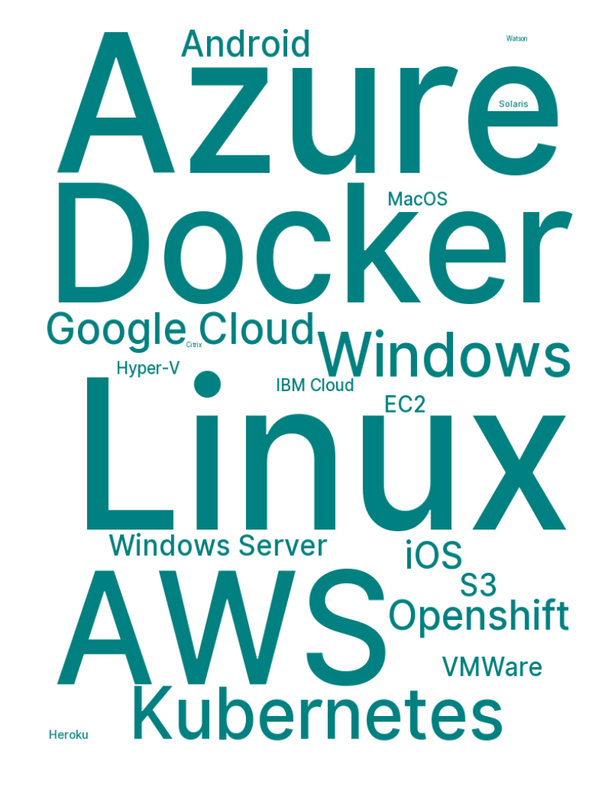 Android
Watson
Azure
Solaris
MacOS
Docker
Google Cloud
Citrix
Windows
Hyper-V
IBM Cloud
EC2
Linux
Windows Server
iOS
S3
AWS
Openshift
VMWare
Kubernetes
Heroku